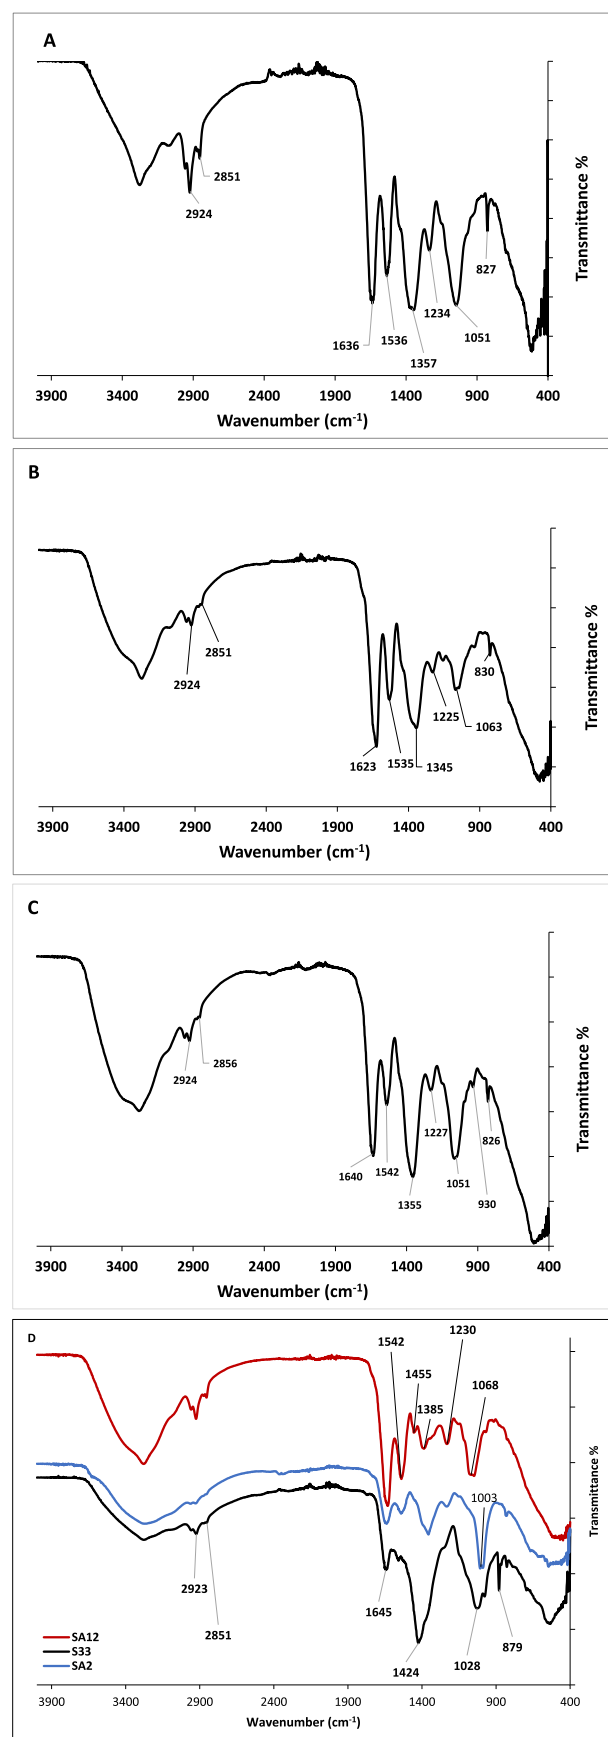 A
2851
2924
827
1234
1636
1536
1051
1357
Transmittance %
3900 3400 2900 2400 1900 1400 900 400
Wavenumber (cm-1)
B
2851
2924
830
1225
1063
1623
1535
1345
Transmittance %
3900 3400 2900 2400 1900 1400 900 400
Wavenumber (cm-1)
C
2856
2924
1227
826
1640
1542
1051
1355
930
Transmittance %
3900 3400 2900 2400 1900 1400 900 400
Wavenumber (cm-1)
D
1230
1542
1455
1068
1385
1003
2923
1645
2851
879
1424
1028
SA12
S33
SA2
Transmittance %
3900 3400 2900 2400 1900 1400 900 400
Wavenumber (cm-1)